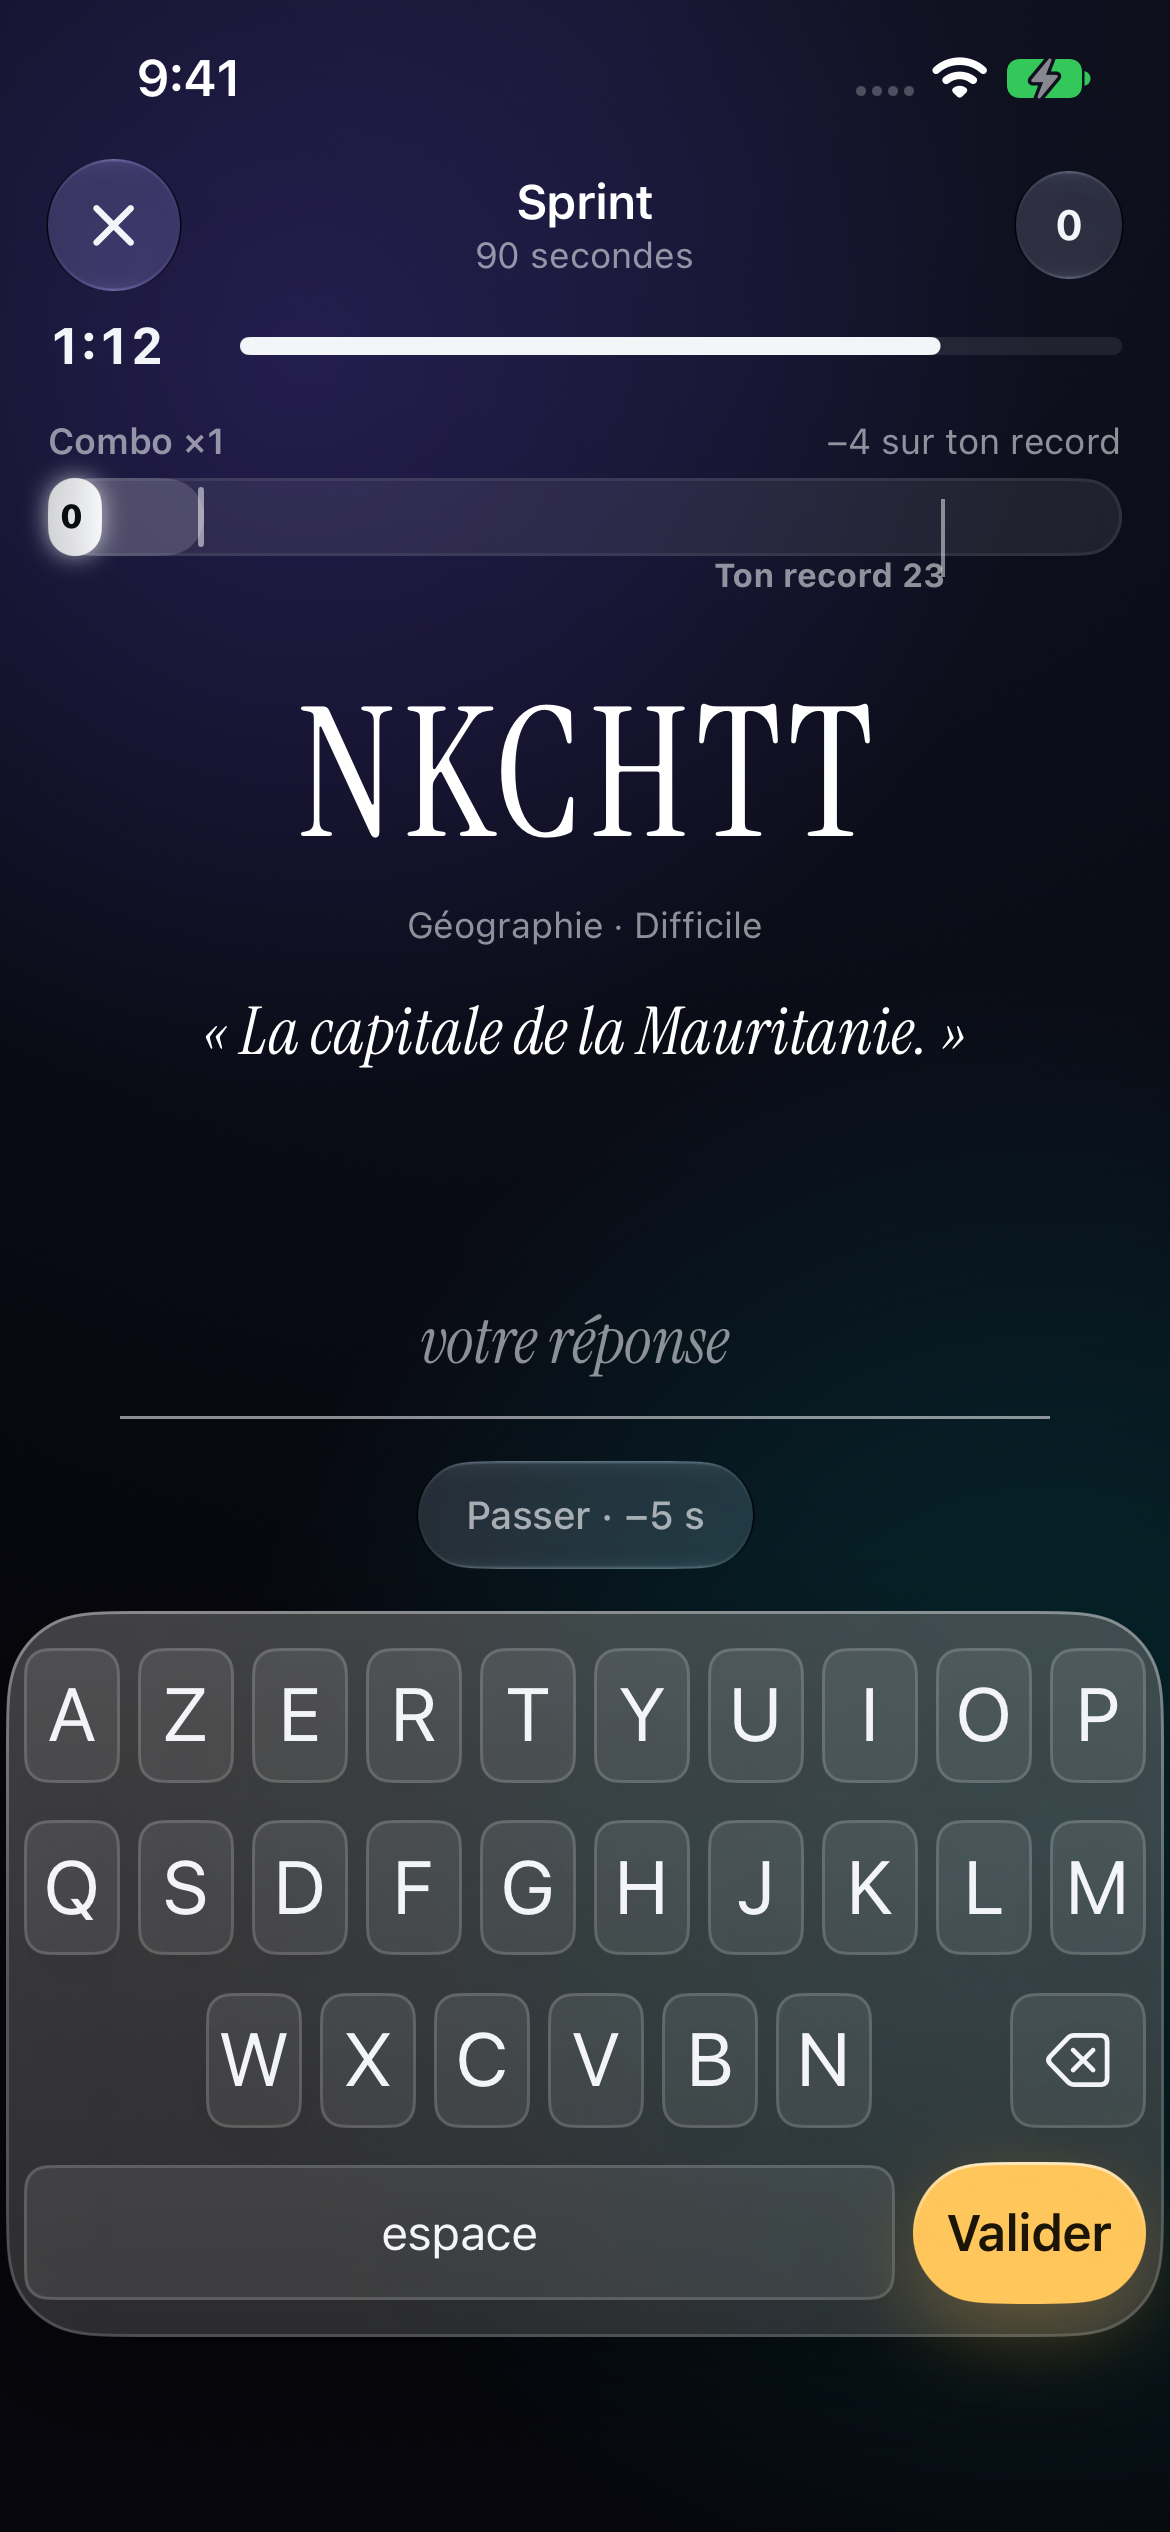 9:41
Sprint
90 secondes
0
1:12
Combo ×1
–4 sur ton record
0
Ton record 23
NKCHTT
Géographie · Difficile
« La capitale de la Mauritanie. »
votre réponse
Passer · –5 s
A Z E R T Y U I O P
Q S D F G H J K L M
W X C V B N
espace
Valider